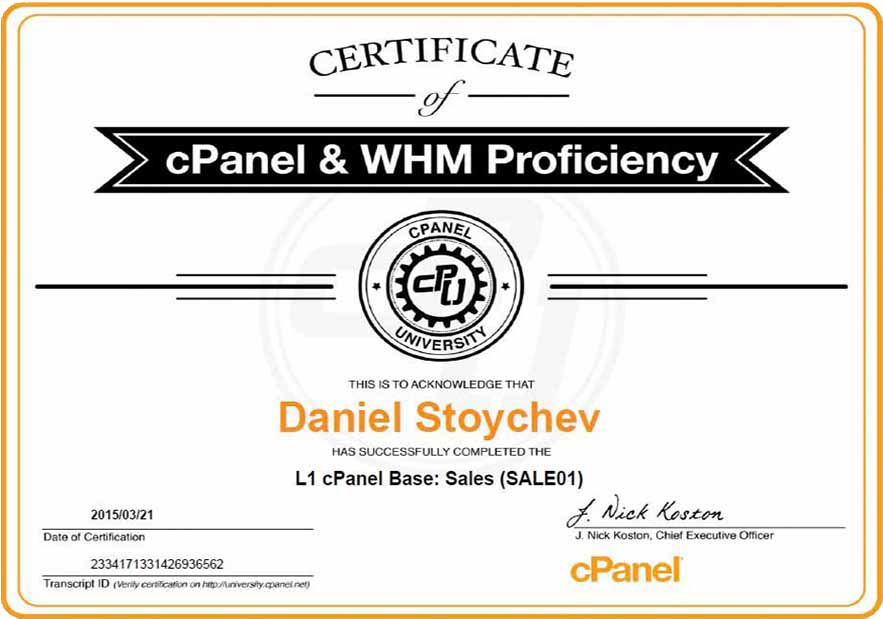 CERTIFICATE
of
cPanel & WHM Proficiency
CPANEL
CPU
UNIVERSITY
THIS IS TO ACKNOWLEDGE THAT
Daniel Stoychev
HAS SUCCESSFULLY COMPLETED THE
L1 cPanel Base: Sales (SALE01)
2015/03/21
Date of Certification
2334171331426936562
Transcript ID (Verify certification on http://university.cpanel.net)
J. Nick Koston
J. Nick Koston, Chief Executive Officer
cPanel